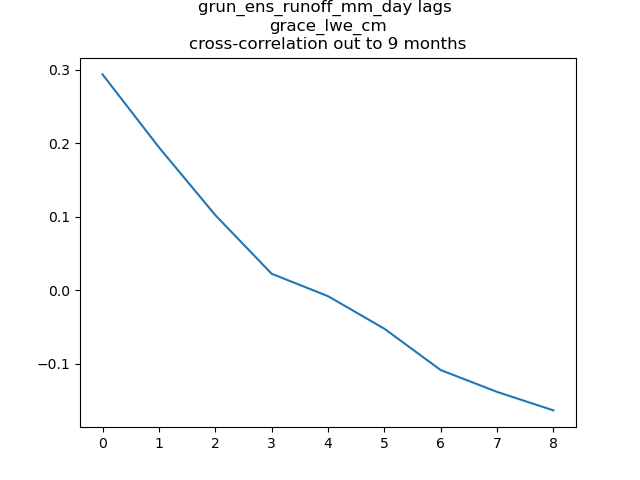 grun_ens_runoff_mm_day lags
grace_lwe_cm
cross-correlation out to 9 months
0.3
0.2
0.1
0.0
−0.1
0 1 2 3 4 5 6 7 8